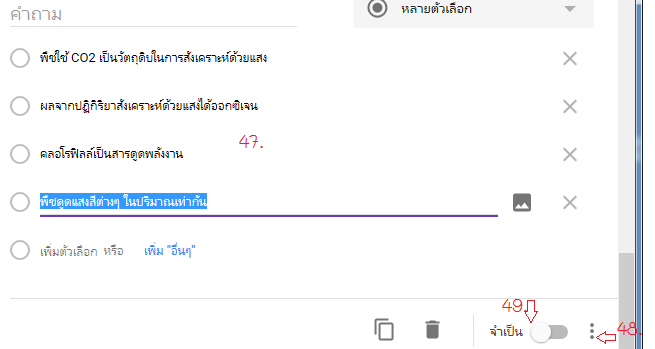 คำถาม
หลายตัวเลือก
พืชใช้ CO2 เป็นวัตถุดิบในการสังเคราะห์ด้วยแสง
ผลจากปฏิกิริยาสังเคราะห์ด้วยแสงได้ออกซิเจน
47.
คลอโรฟิลล์เป็นสารดูดพลังงาน
พืชดูดแสงสีต่างๆ ในปริมาณเท่ากัน
เพิ่มตัวเลือก หรือ เพิ่ม "อื่นๆ"
49
จำเป็น
48.